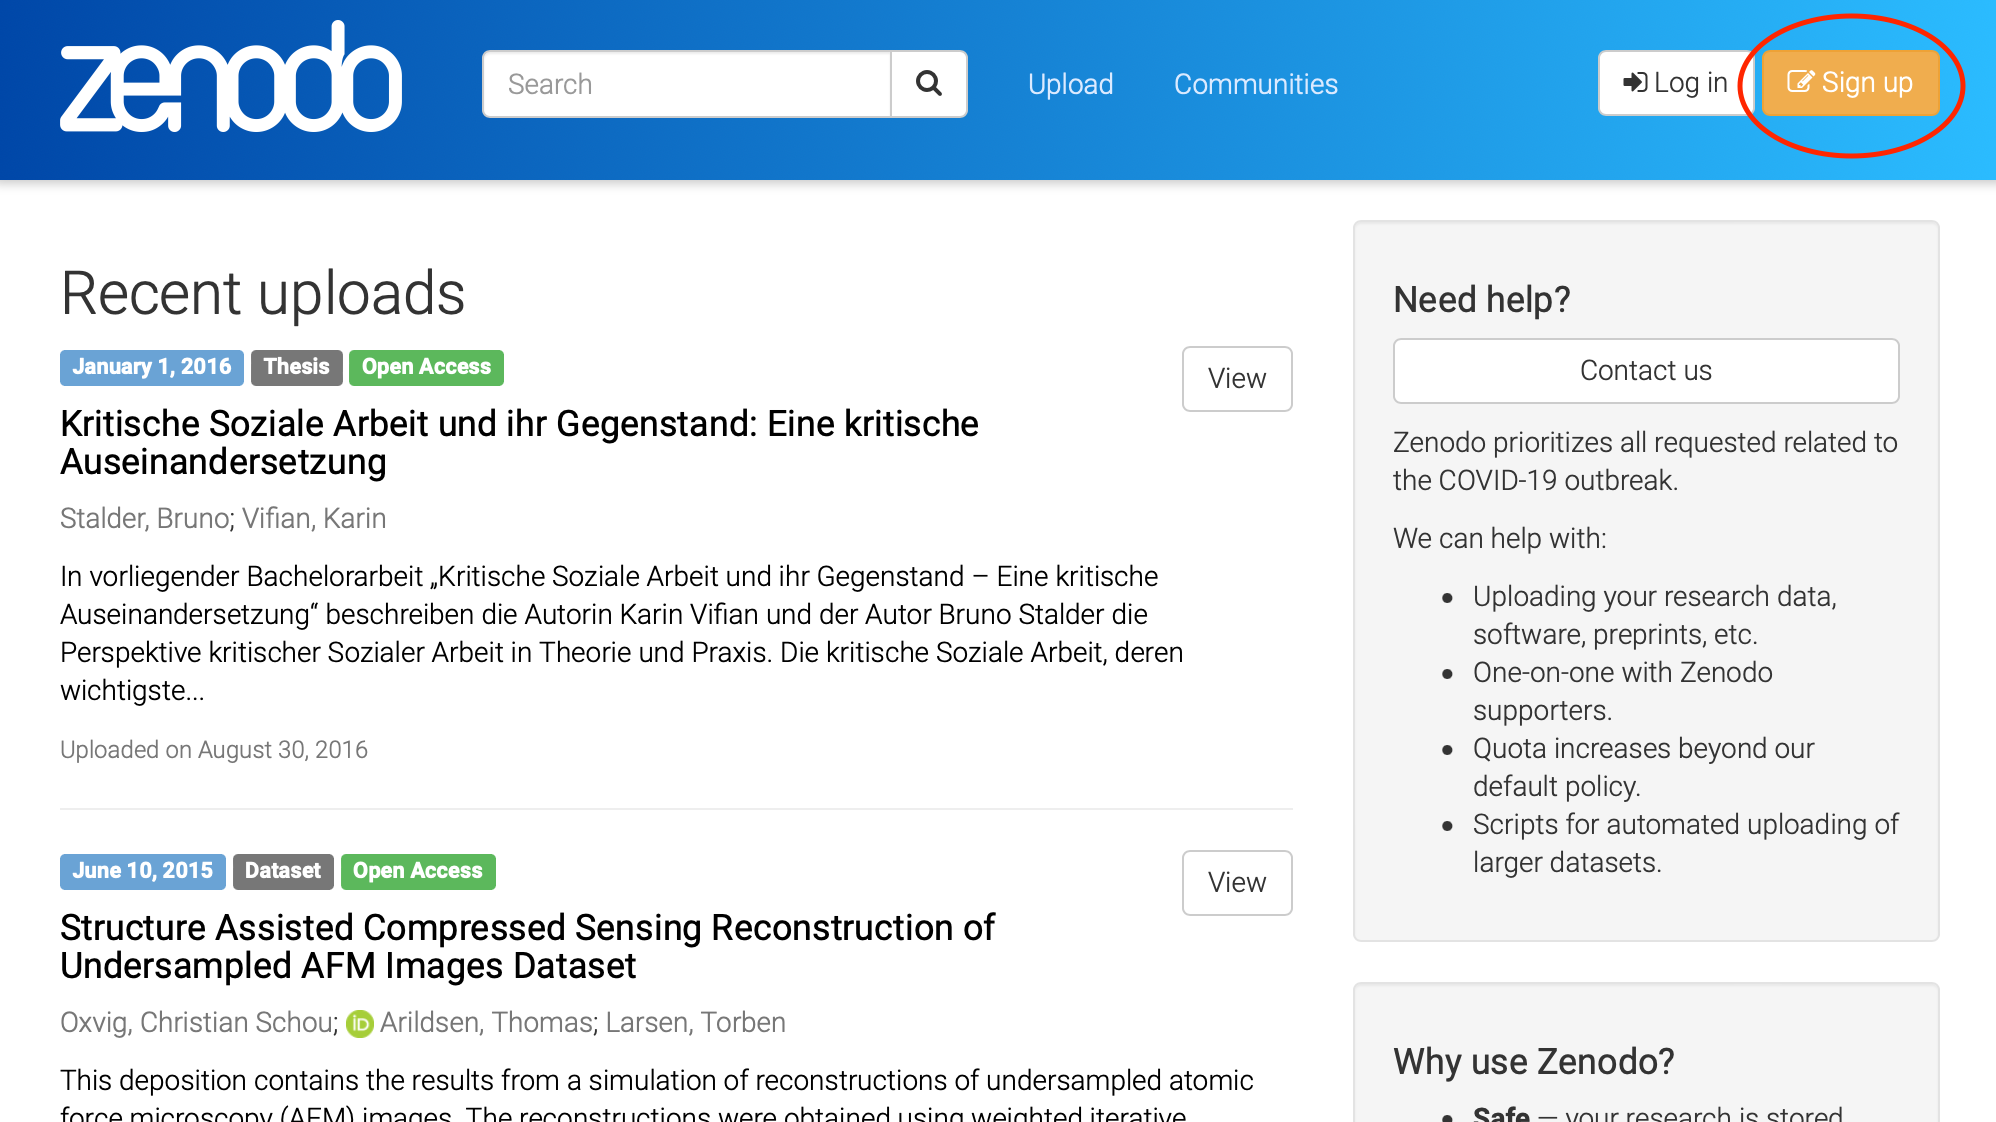 zenodo
Search
Upload
Communities
Log in
Sign up
Recent uploads
January 1, 2016 Thesis Open Access
View
Kritische Soziale Arbeit und ihr Gegenstand: Eine kritische
Auseinandersetzung
Stalder, Bruno; Vifian, Karin
In vorliegender Bachelorarbeit „Kritische Soziale Arbeit und ihr Gegenstand – Eine kritische
Auseinandersetzung“ beschreiben die Autorin Karin Vifian und der Autor Bruno Stalder die
Perspektive kritischer Sozialer Arbeit in Theorie und Praxis. Die kritische Soziale Arbeit, deren
wichtigste...
Uploaded on August 30, 2016
June 10, 2015 Dataset Open Access
View
Structure Assisted Compressed Sensing Reconstruction of
Undersampled AFM Images Dataset
Oxvig, Christian Schou; iD Arildsen, Thomas; Larsen, Torben
This deposition contains the results from a simulation of reconstructions of undersampled atomic
force microscopy (AFM) images. The reconstructions were obtained using weighted iterative
Need help?
Contact us
Zenodo prioritizes all requested related to
the COVID-19 outbreak.
We can help with:
• Uploading your research data,
software, preprints, etc.
• One-on-one with Zenodo
supporters.
• Quota increases beyond our
default policy.
• Scripts for automated uploading of
larger datasets.
Why use Zenodo?
• Safe — your research is stored